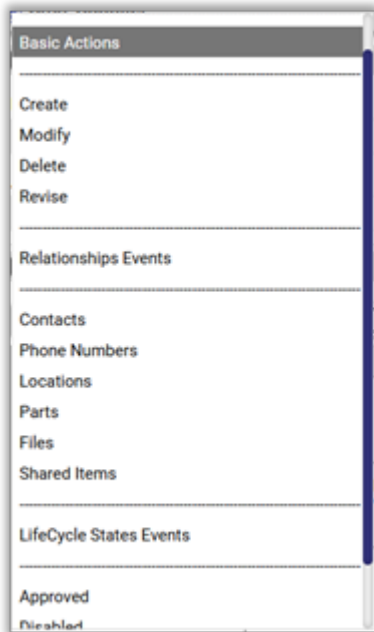 Basic Actions
Create
Modify
Delete
Revise
Relationships Events
Contacts
Phone Numbers
Locations
Parts
Files
Shared Items
LifeCycle States Events
Approved
Disabled